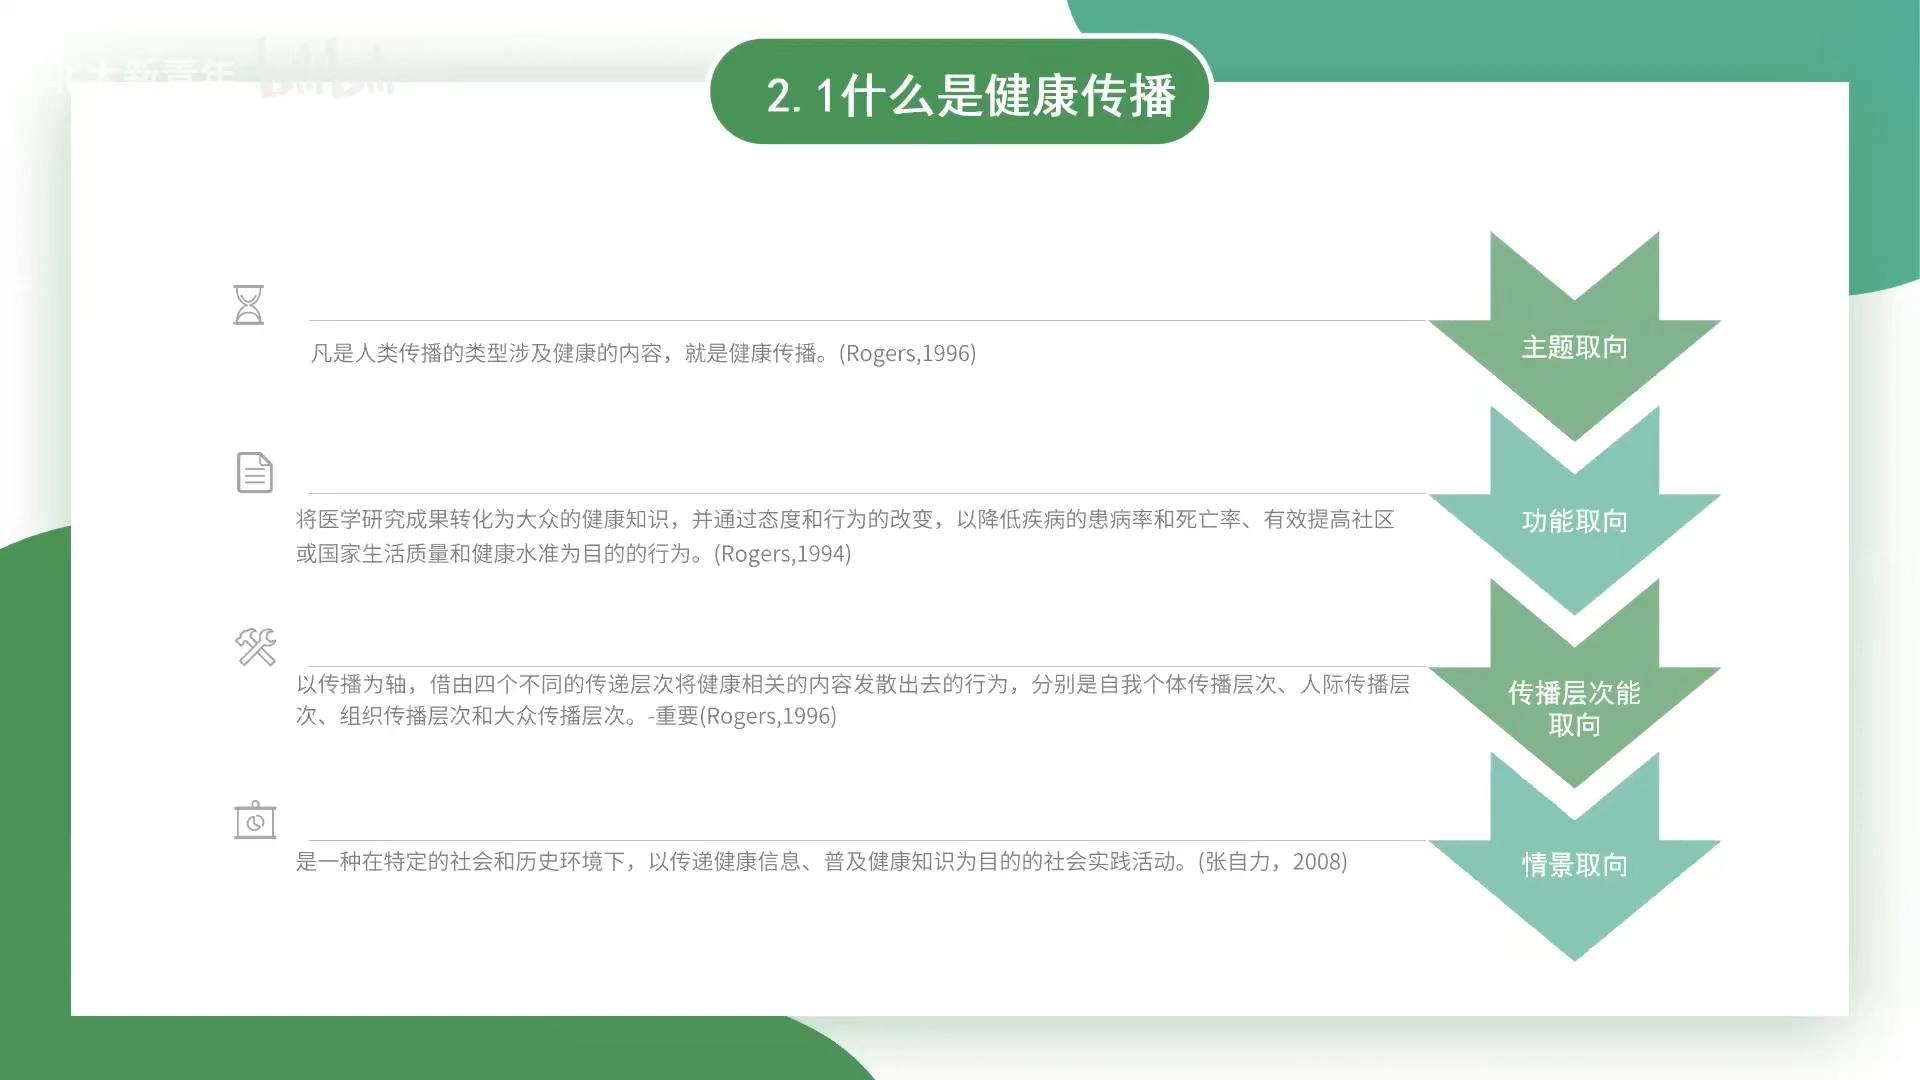 北大新青年 bilibili
2.1什么是健康传播
凡是人类传播的类型涉及健康的内容，就是健康传播。(Rogers,1996)
主题取向
将医学研究成果转化为大众的健康知识，并通过态度和行为的改变，以降低疾病的患病率和死亡率、有效提高社区
或国家生活质量和健康水准为目的的行为。(Rogers,1994)
功能取向
以传播为轴，借由四个不同的传递层次将健康相关的内容发散出去的行为，分别是自我个体传播层次、人际传播层
次、组织传播层次和大众传播层次。-重要(Rogers,1996)
传播层次能
取向
是一种在特定的社会和历史环境下，以传递健康信息、普及健康知识为目的的社会实践活动。(张自力，2008)
情景取向